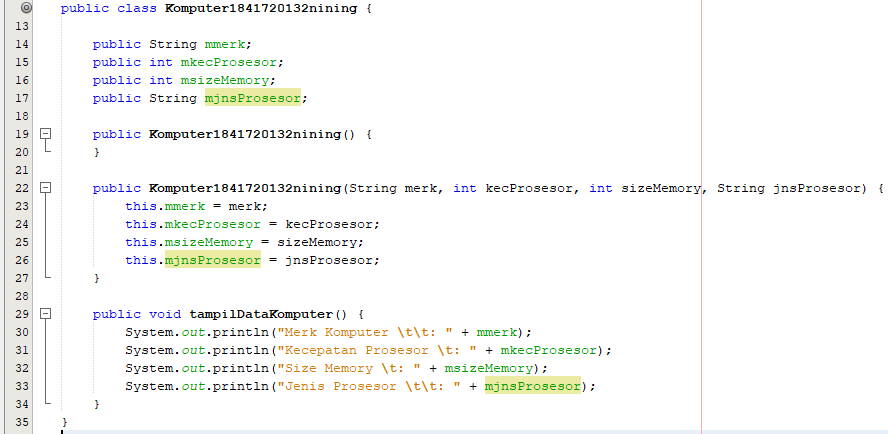 public class Komputer1841720132nining {
13
14 public String mmerk;
15 public int mkecProsesor;
16 public int msizeMemory;
17 public String mjnsProsesor;
18
19 public Komputer1841720132nining() {
20 }
21
22 public Komputer1841720132nining(String merk, int kecProsesor, int sizeMemory, String jnsProsesor) {
23 this.mmerk = merk;
24 this.mkecProsesor = kecProsesor;
25 this.msizeMemory = sizeMemory;
26 this.mjnsProsesor = jnsProsesor;
27 }
28
29 public void tampilDataKomputer() {
30 System.out.println("Merk Komputer \t\t: " + mmerk);
31 System.out.println("Kecepatan Prosesor \t: " + mkecProsesor);
32 System.out.println("Size Memory \t: " + msizeMemory);
33 System.out.println("Jenis Prosesor \t\t: " + mjnsProsesor);
34 }
35 }